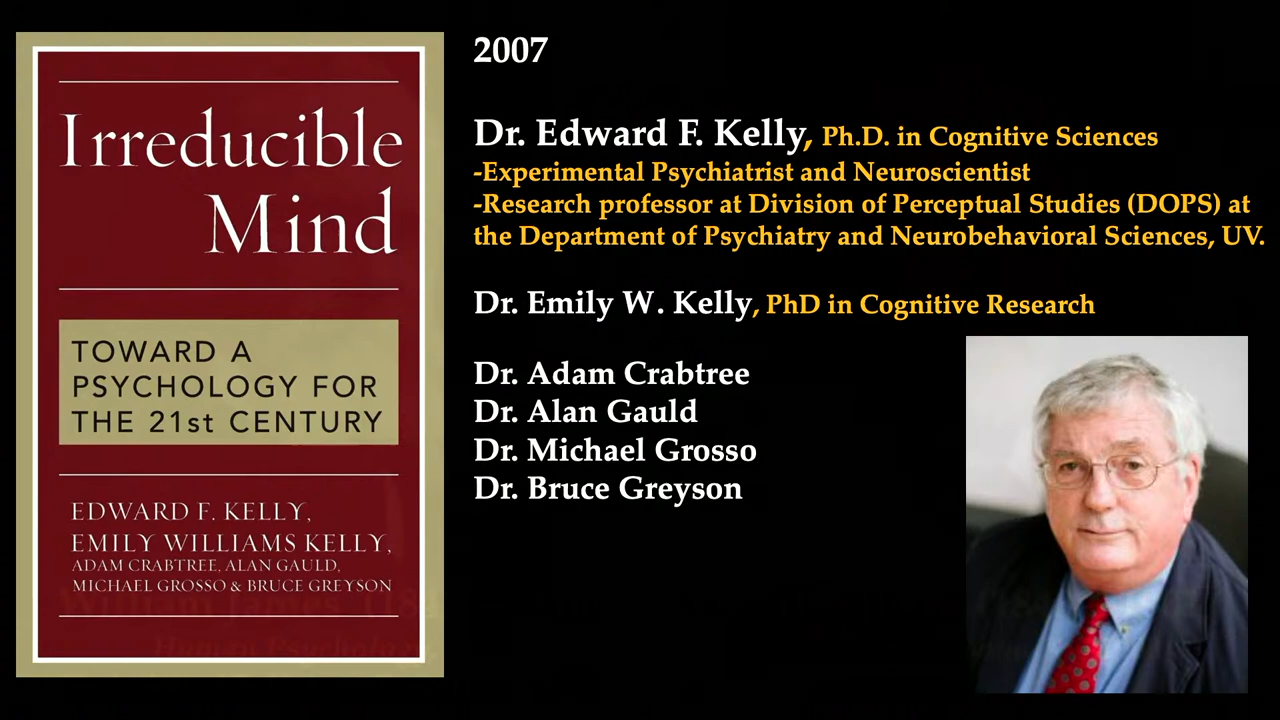 Irreducible
Mind
TOWARD A
PSYCHOLOGY FOR
THE 21st CENTURY
EDWARD F. KELLY,
EMILY WILLIAMS KELLY,
ADAM CRABTREE, ALAN GAULD,
MICHAEL GROSSO & BRUCE GREYSON
2007
Dr. Edward F. Kelly, Ph.D. in Cognitive Sciences
-Experimental Psychiatrist and Neuroscientist
-Research professor at Division of Perceptual Studies (DOPS) at
the Department of Psychiatry and Neurobehavioral Sciences, UV.
Dr. Emily W. Kelly, PhD in Cognitive Research
Dr. Adam Crabtree
Dr. Alan Gauld
Dr. Michael Grosso
Dr. Bruce Greyson